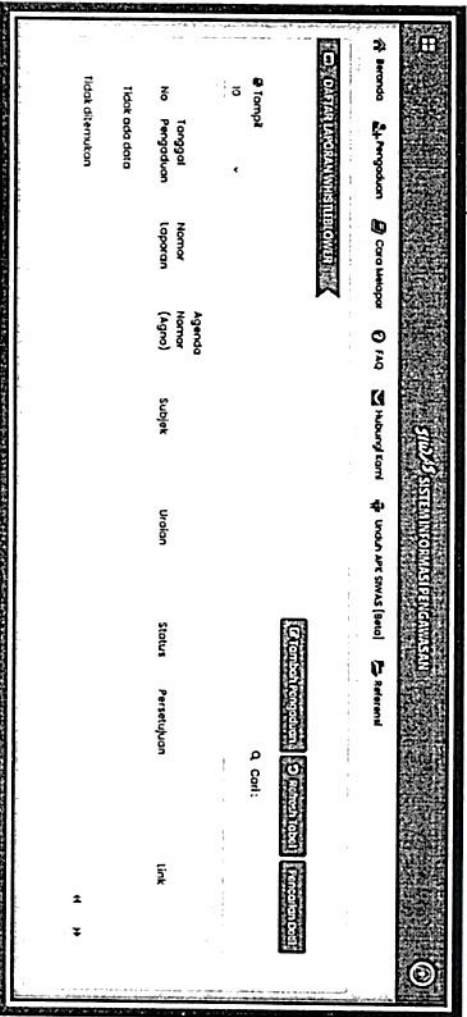 SIWAS SISTEM INFORMASI PENGAWASAN
Beranda Pengaduan Cara Melapor FAQ Hubungi Kami Unduh APK SIWAS (Beta) Referensi
DAFTAR LAPORAN WHISTLEBLOWER
Tambah Pengaduan Refresh Tabel Pencarian Detil
Tampil
10
Cari :
No Tanggal Pengaduan Nomor Laporan Agenda Nomor (Agno) Subjek Uraian Status Persetujuan Link
Tidak ada data
Tidak ditemukan